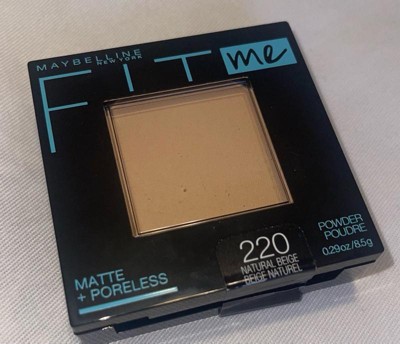 MAYBELLINE
NEW YORK
FIT me
MATTE
+ PORELESS
220
NATURAL BEIGE
BEIGE NATUREL
POWDER
POUDRE
0.29oz/8.5g